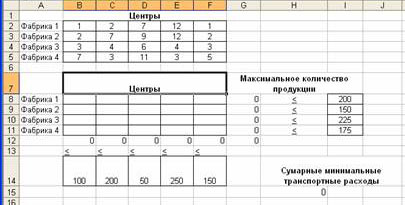 A B C D E F G H I J
1 Центры
2 Фабрика 1 1 2 7 12 1
3 Фабрика 2 2 7 9 12 2
4 Фабрика 3 3 4 6 4 3
5 Фабрика 4 7 3 11 3 5
6
7 Центры Максимальное количество продукции
8 Фабрика 1 0 ≤ 200
9 Фабрика 2 0 ≤ 150
10 Фабрика 3 0 ≤ 225
11 Фабрика 4 0 ≤ 175
12 0 0 0 0 0
13 ≤ ≤ ≤ ≤ ≤
14 100 200 50 250 150 Сумарные минимальные
транспортные расходы
15 0
16